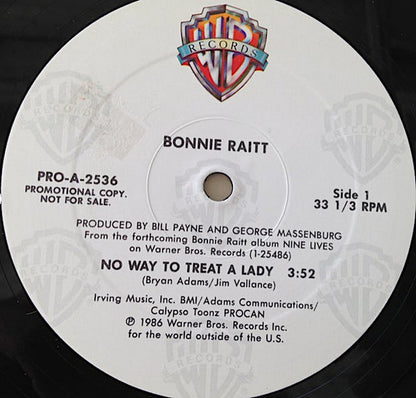 WB
RECORDS
BONNIE RAITT
PRO-A-2536
PROMOTIONAL COPY.
NOT FOR SALE.
Side 1
33 1/3 RPM
PRODUCED BY BILL PAYNE AND GEORGE MASSENBURG
From the forthcoming Bonnie Raitt album NINE LIVES
on Warner Bros. Records (1-25486)
NO WAY TO TREAT A LADY 3:52
(Bryan Adams/Jim Vallance)
Irving Music, Inc. BMI/Adams Communications/
Calypso Toonz PROCAN
℗ 1986 Warner Bros. Records Inc.
for the world outside of the U.S.